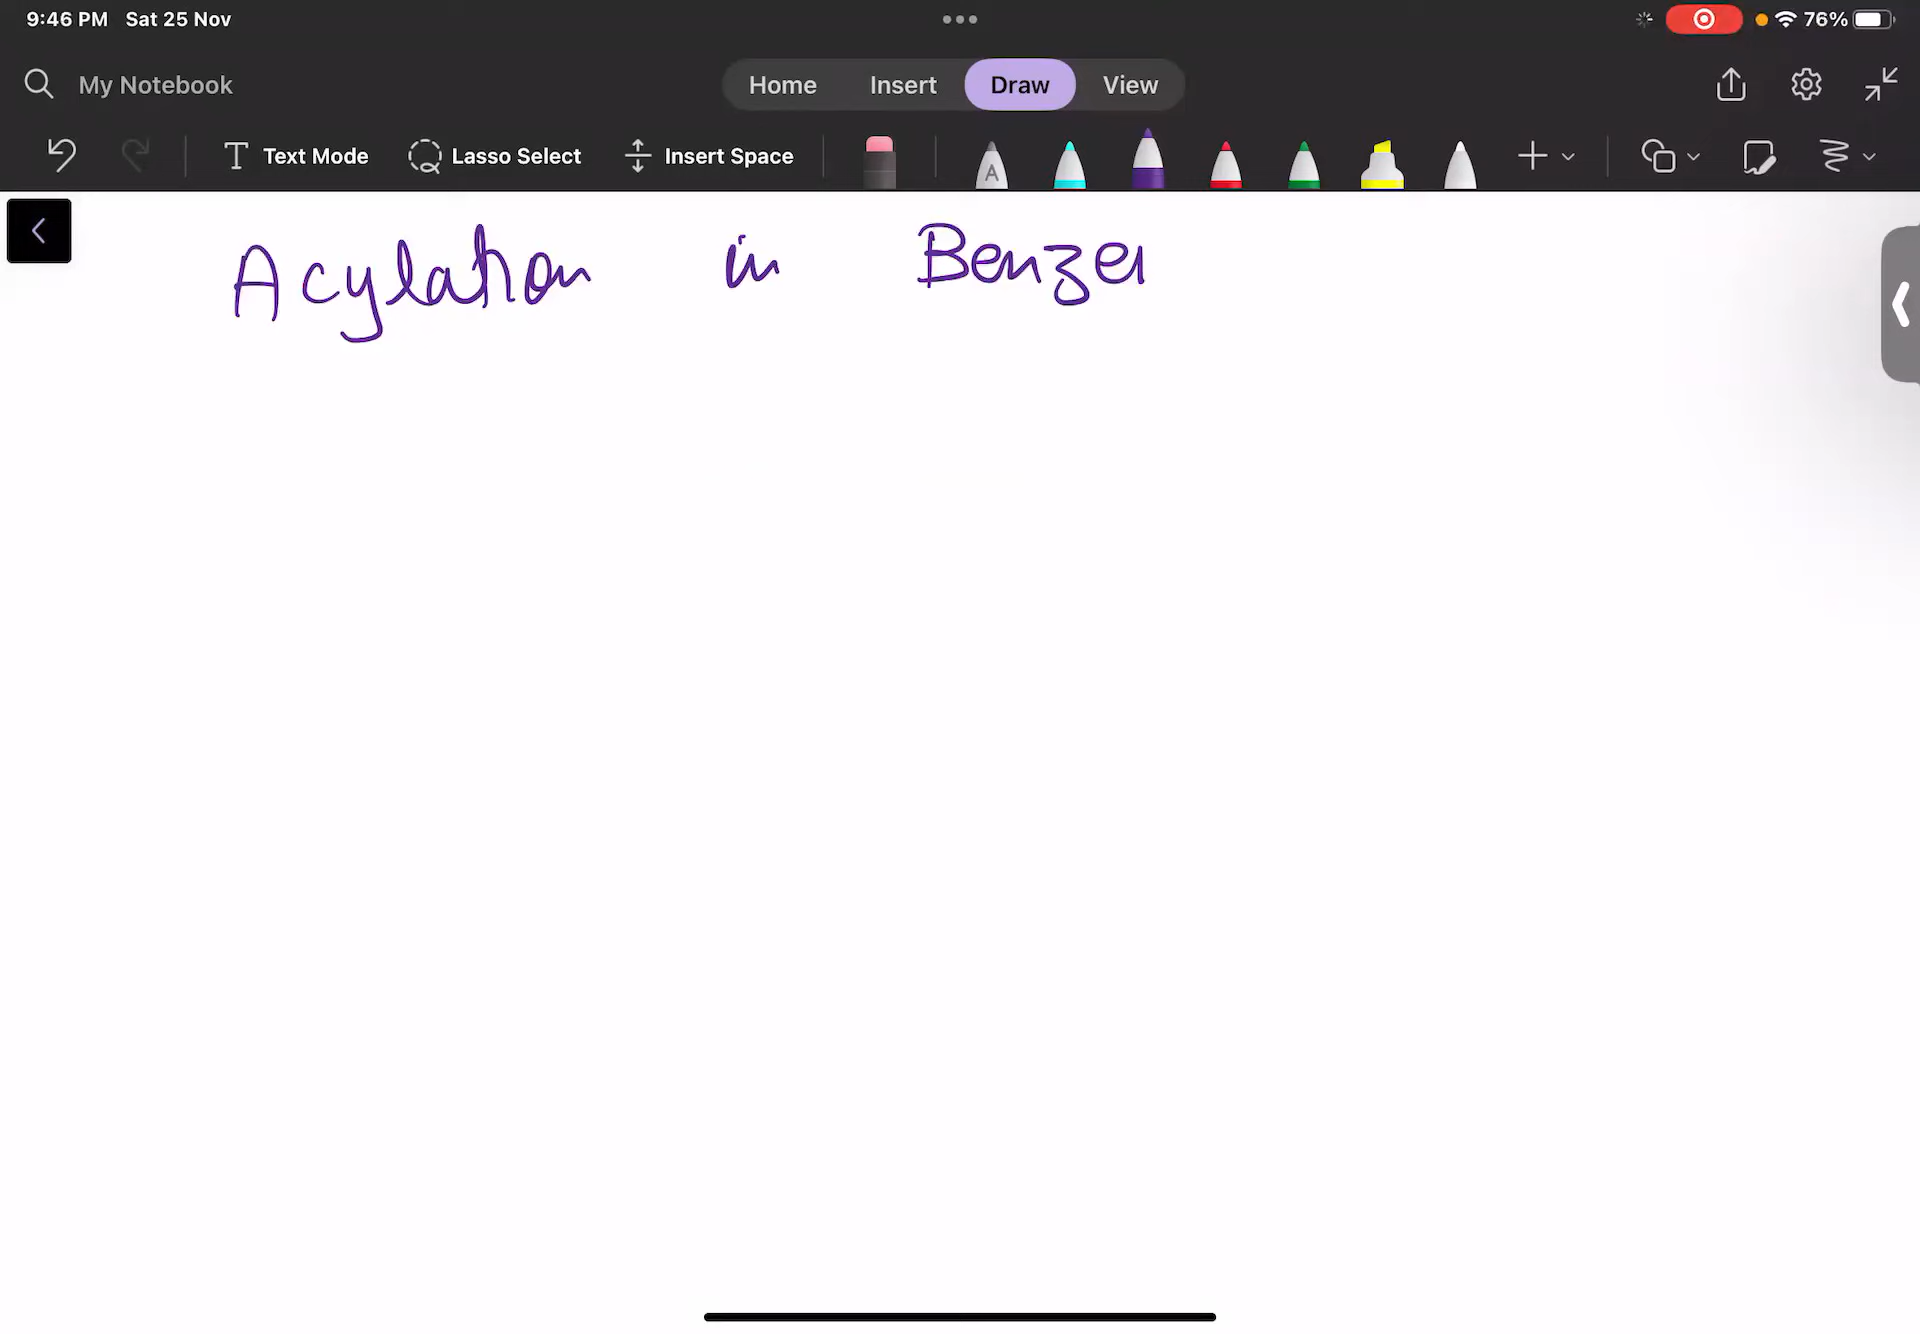 9:46 PM Sat 25 Nov 76%
My Notebook Home Insert Draw View
Text Mode Lasso Select Insert Space A
Acylation in Benzen